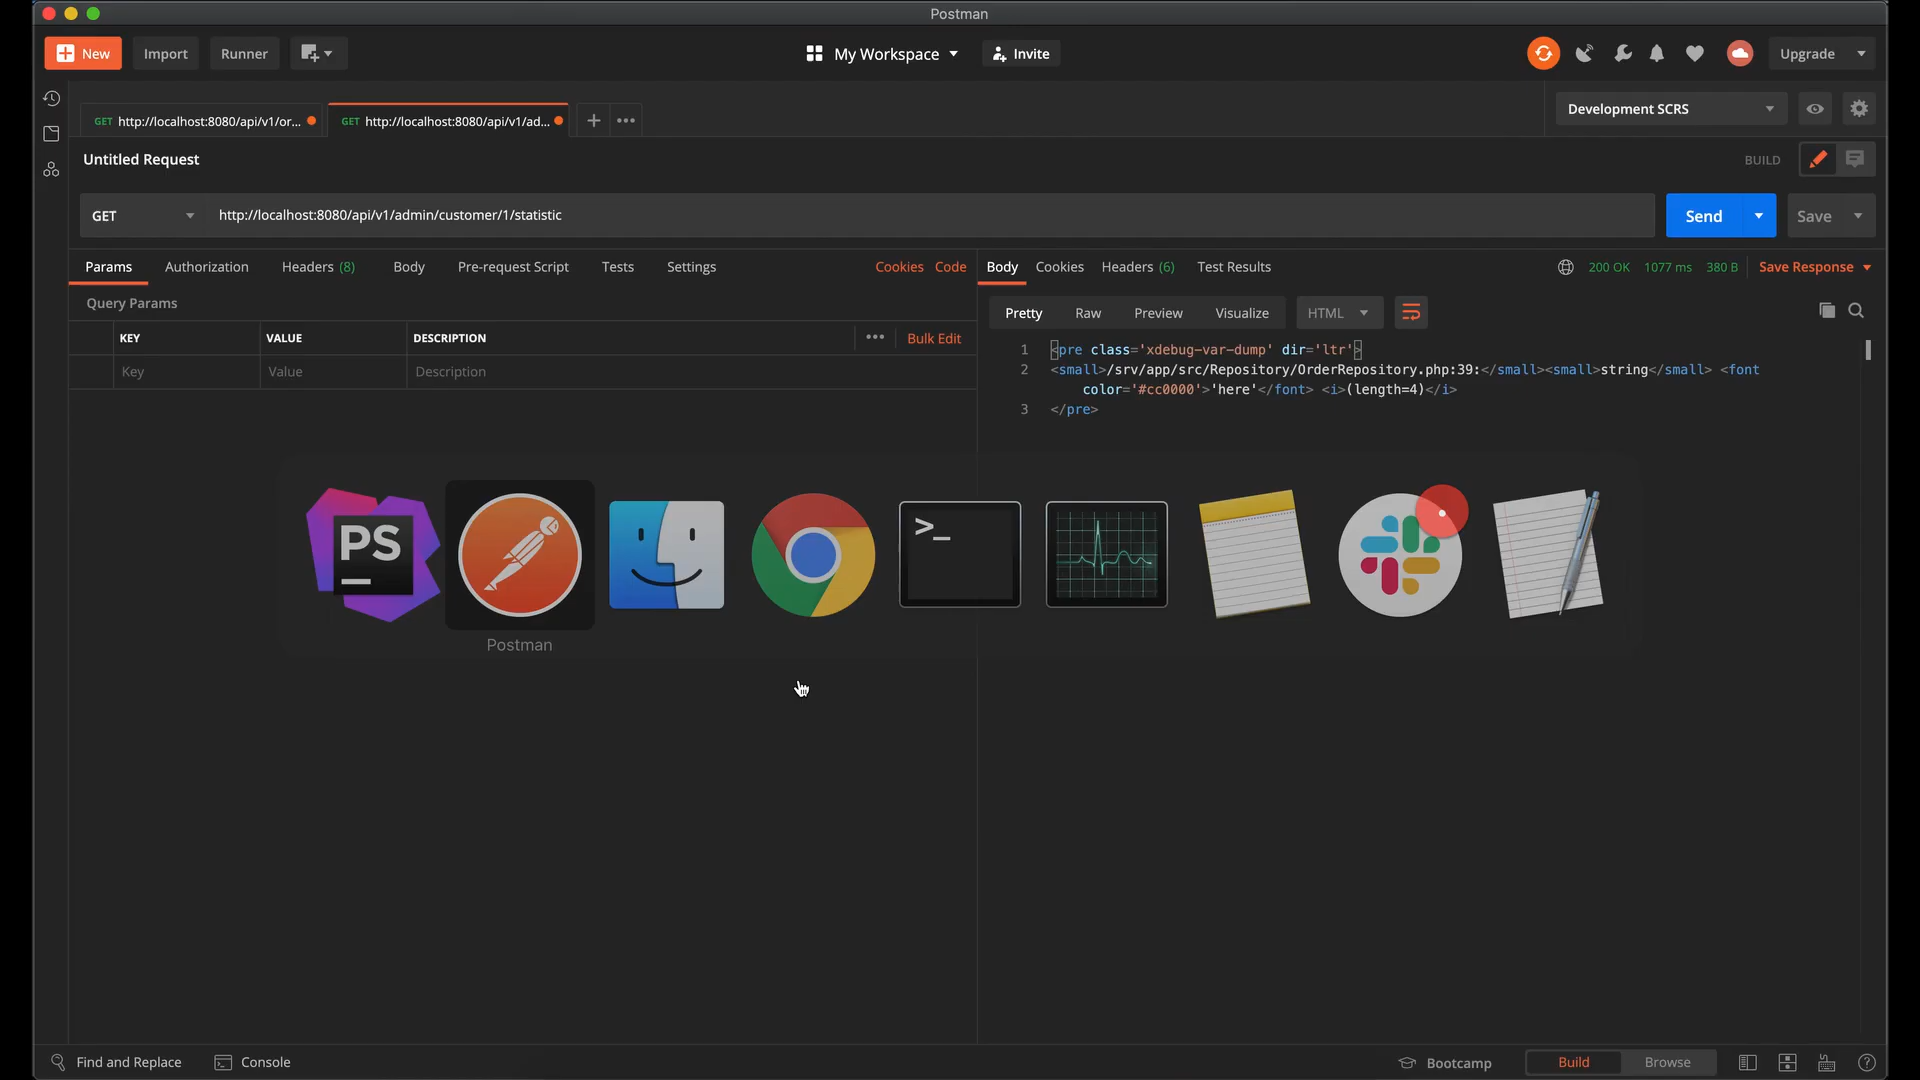 Postman
New
Import
Runner
My Workspace
Invite
Upgrade
GET http://localhost:8080/api/v1/or...
GET http://localhost:8080/api/v1/ad...
Development SCRS
Untitled Request
BUILD
GET
http://localhost:8080/api/v1/admin/customer/1/statistic
Send
Save
Params
Authorization
Headers (8)
Body
Pre-request Script
Tests
Settings
Cookies
Code
Query Params
KEY
VALUE
DESCRIPTION
Bulk Edit
Key
Value
Description
Body
Cookies
Headers (6)
Test Results
200 OK
1077 ms
380 B
Save Response
Pretty
Raw
Preview
Visualize
HTML
1 <pre class='xdebug-var-dump' dir='ltr'>
2 <small>/srv/app/src/Repository/OrderRepository.php:39:</small><small>string</small> <font
color='#cc0000'>'here'</font> <i>(length=4)</i>
3 </pre>
PS
>_
Postman
Find and Replace
Console
Bootcamp
Build
Browse